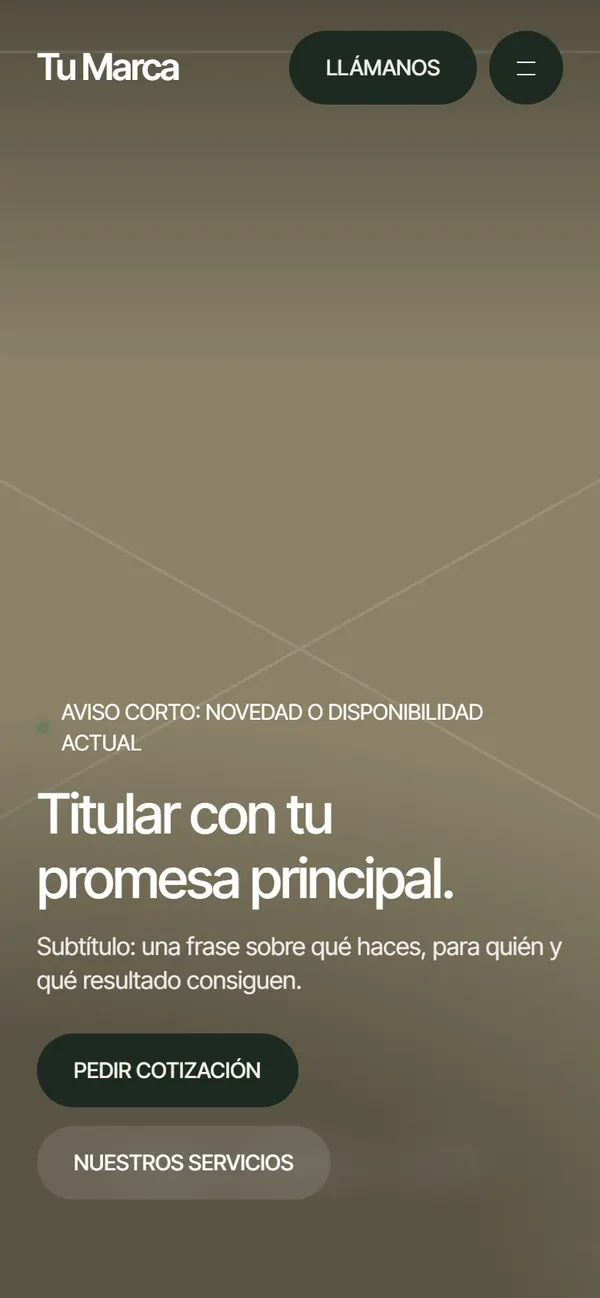 Tu Marca
LLÁMANOS
AVISO CORTO: NOVEDAD O DISPONIBILIDAD
ACTUAL
Titular con tu
promesa principal.
Subtítulo: una frase sobre qué haces, para quién y
qué resultado consiguen.
PEDIR COTIZACIÓN
NUESTROS SERVICIOS